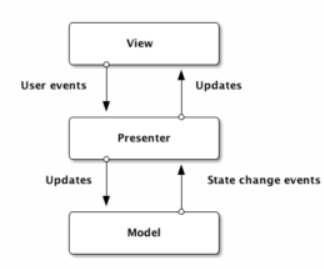 View
User events
Updates
Presenter
Updates
State change events
Model